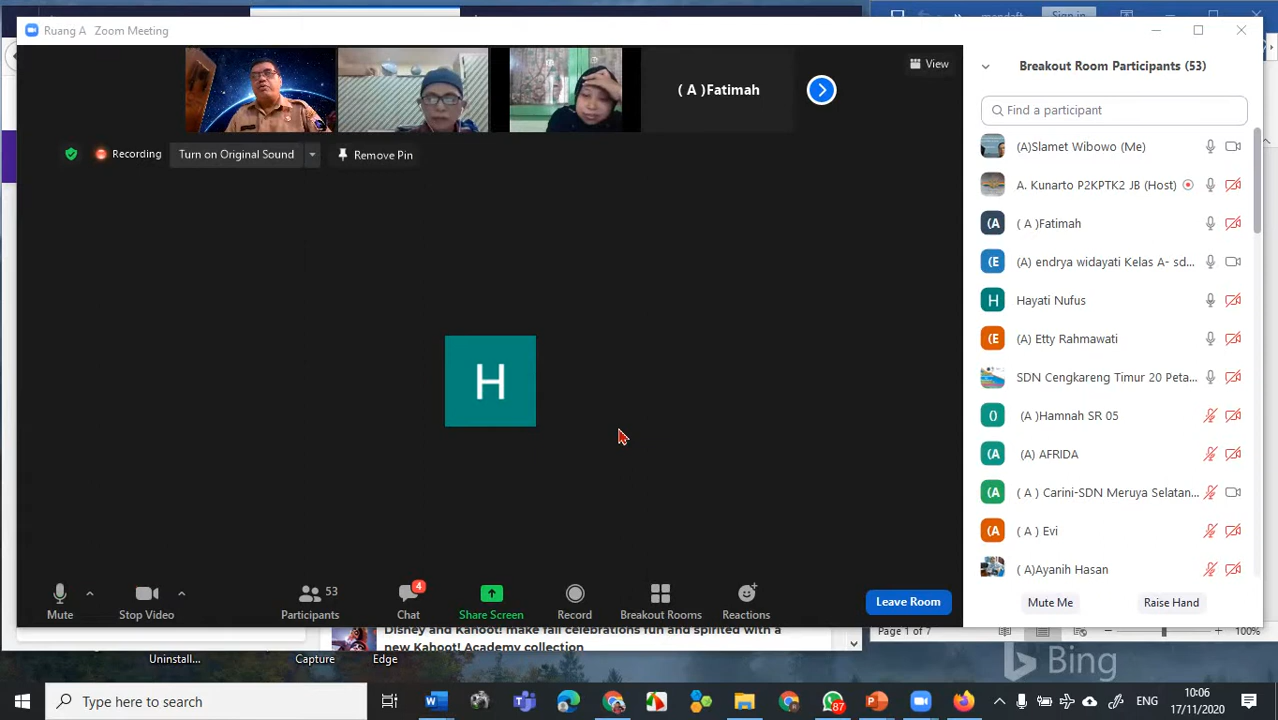 mendaft
Sign in
Ruang A Zoom Meeting
( A )Fatimah
View
Recording
Turn on Original Sound
Remove Pin
H
Mute
Stop Video
53
Participants
4
Chat
Share Screen
Record
Breakout Rooms
Reactions
Leave Room
Breakout Room Participants (53)
Find a participant
(A)Slamet Wibowo (Me)
A. Kunarto P2KPTK2 JB (Host)
(A ( A )Fatimah
(E (A) endrya widayati Kelas A- sd...
H Hayati Nufus
(E (A) Etty Rahmawati
SDN Cengkareng Timur 20 Peta...
() (A )Hamnah SR 05
(A (A) AFRIDA
(A ( A ) Carini-SDN Meruya Selatan...
(A ( A ) Evi
( A)Ayanih Hasan
Mute Me
Raise Hand
Disney and Kahoot! make fall celebrations fun and spirited with a
new Kahoot! Academy collection
Page 1 of 7
100%
Uninstall...
Capture
Edge
Bing
Type here to search
87
ENG
10:06
17/11/2020